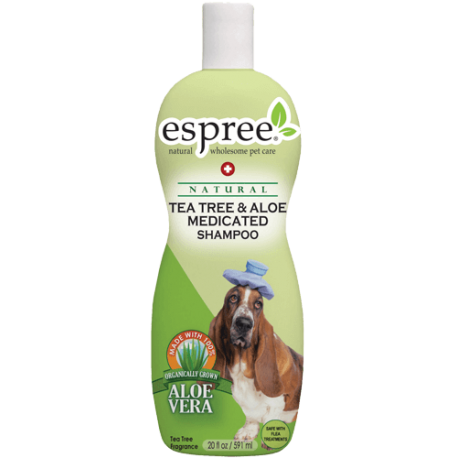 espree
natural wholesome pet care
NATURAL
TEA TREE & ALOE
MEDICATED
SHAMPOO
MADE WITH 100%
ORGANICALLY GROWN
ALOE
VERA
Tea Tree
Fragrance
20 fl oz / 591 ml
SAFE WITH
FLEA
TREATMENTS